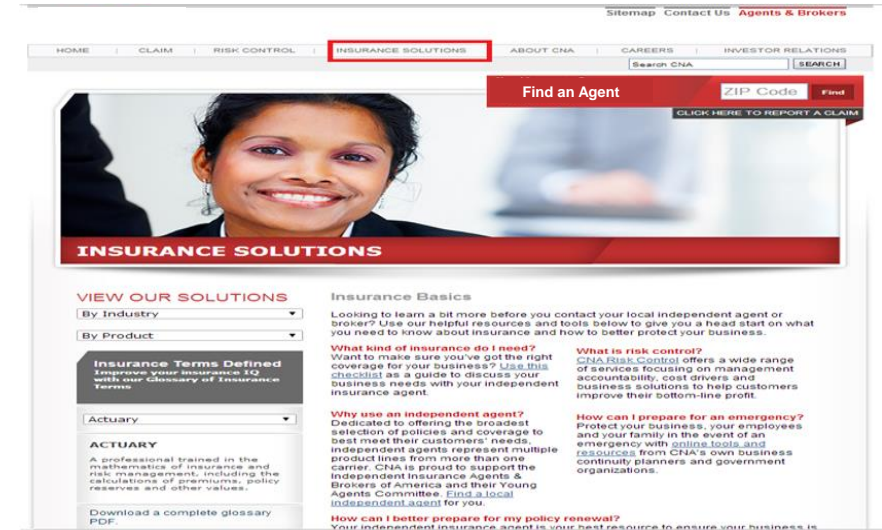 Sitemap Contact Us Agents & Brokers
HOME | CLAIM | RISK CONTROL | INSURANCE SOLUTIONS ABOUT CNA | CAREERS | INVESTOR RELATIONS
Search CNA SEARCH
Find an Agent ZIP Code Find
CLICK HERE TO REPORT A CLAIM
INSURANCE SOLUTIONS
VIEW OUR SOLUTIONS
By Industry
By Product
Insurance Terms Defined
Improve your insurance IQ
with our Glossary of Insurance
Terms
Actuary
ACTUARY
A professional trained in the
mathematics of insurance and
risk management, including the
calculations of premiums, policy
reserves and other values.
Download a complete glossary
PDF.
Insurance Basics
Looking to learn a bit more before you contact your local independent agent or
broker? Use our helpful resources and tools below to give you a head start on what
you need to know about insurance and how to better protect your business.
What kind of insurance do I need?
Want to make sure you've got the right
coverage for your business? Use this
checklist as a guide to discuss your
business needs with your independent
insurance agent.
Why use an independent agent?
Dedicated to offering the broadest
selection of policies and coverage to
best meet their customers' needs,
independent agents represent multiple
product lines from more than one
carrier. CNA is proud to support the
Independent Insurance Agents &
Brokers of America and their Young
Agents Committee. Find a local
independent agent for you.
What is risk control?
CNA Risk Control offers a wide range
of services focusing on management
accountability, cost drivers and
business solutions to help customers
improve their bottom-line profit.
How can I prepare for an emergency?
Protect your business, your employees
and your family in the event of an
emergency with online tools and
resources from CNA's own business
continuity planners and government
organizations.
How can I better prepare for my policy renewal?
Your independent insurance agent is your best resource to ensure your business is